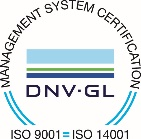 MANAGEMENT SYSTEM CERTIFICATION
DNV·GL
ISO 9001=ISO 14001